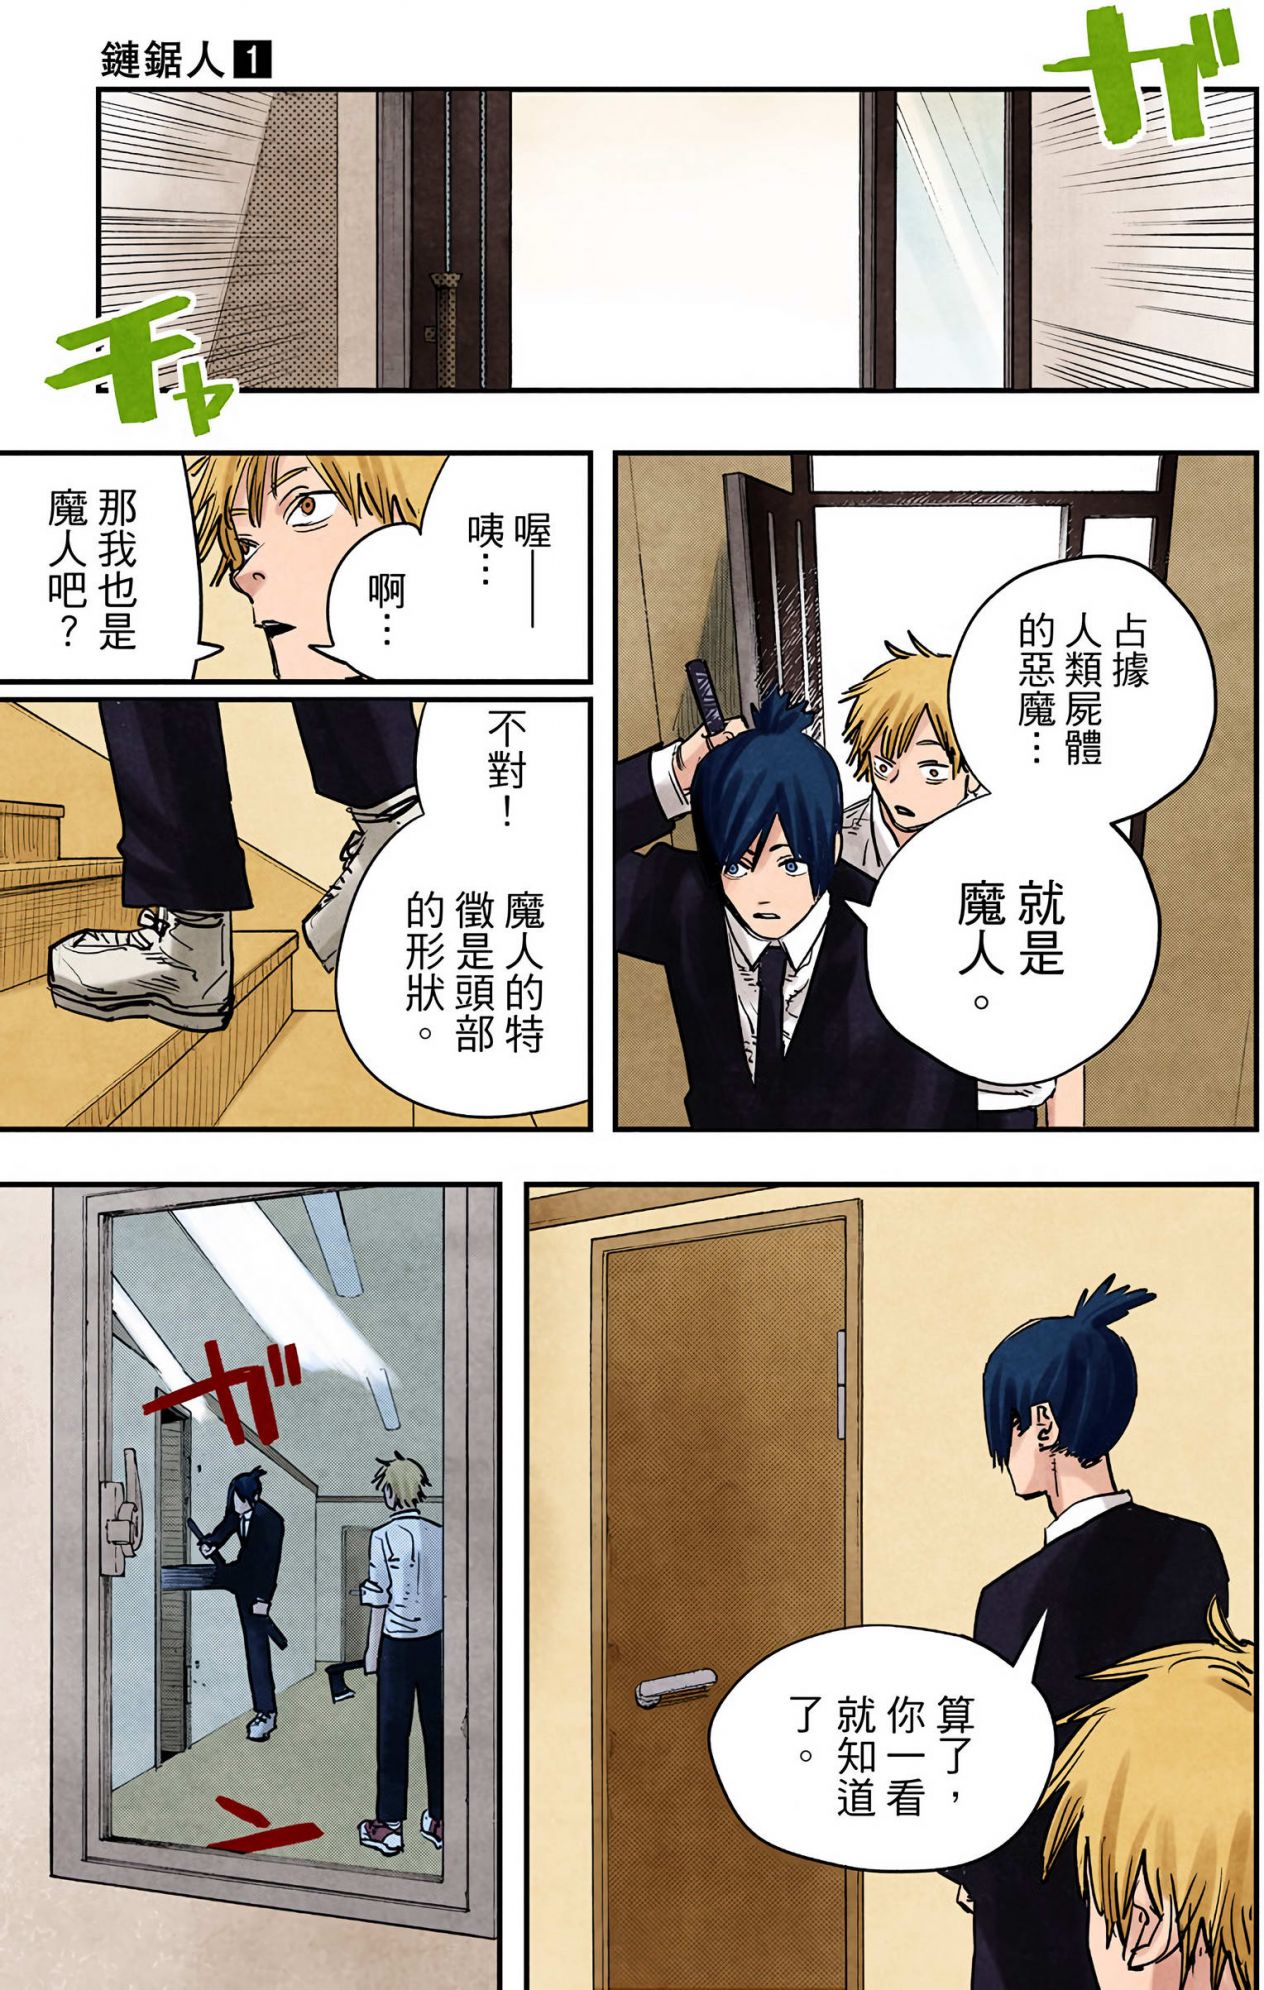 鏈鋸人1
ガ
チャ
占據
人類屍體
的惡魔…
就是
魔人。
喔——
咦…
啊…
那我也是
魔人吧？
不對！
魔人的特
徵是頭部
的形狀。
算了，
你一看
就知道
了。
ガン